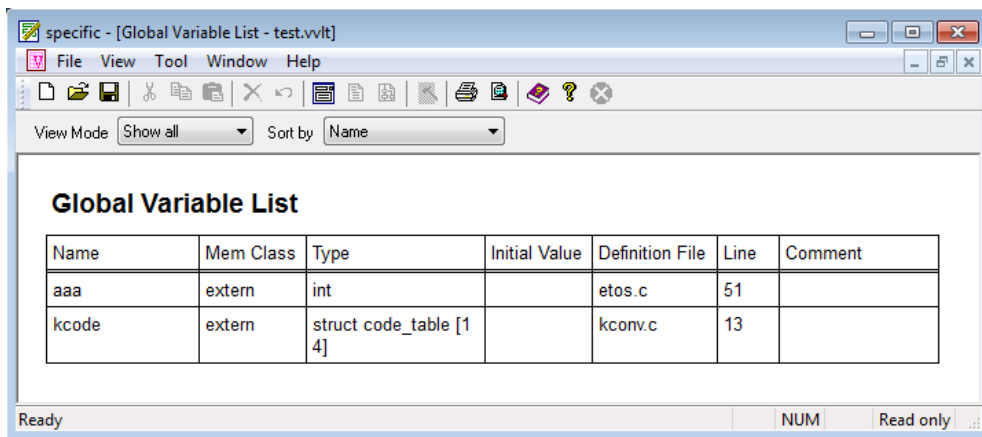 specific - [Global Variable List - test.vvlt]
File View Tool Window Help
View Mode Show all Sort by Name
Global Variable List
Name Mem Class Type Initial Value Definition File Line Comment
aaa extern int etos.c 51
kcode extern struct code_table [1 kconv.c 13
4]
Ready NUM Read only